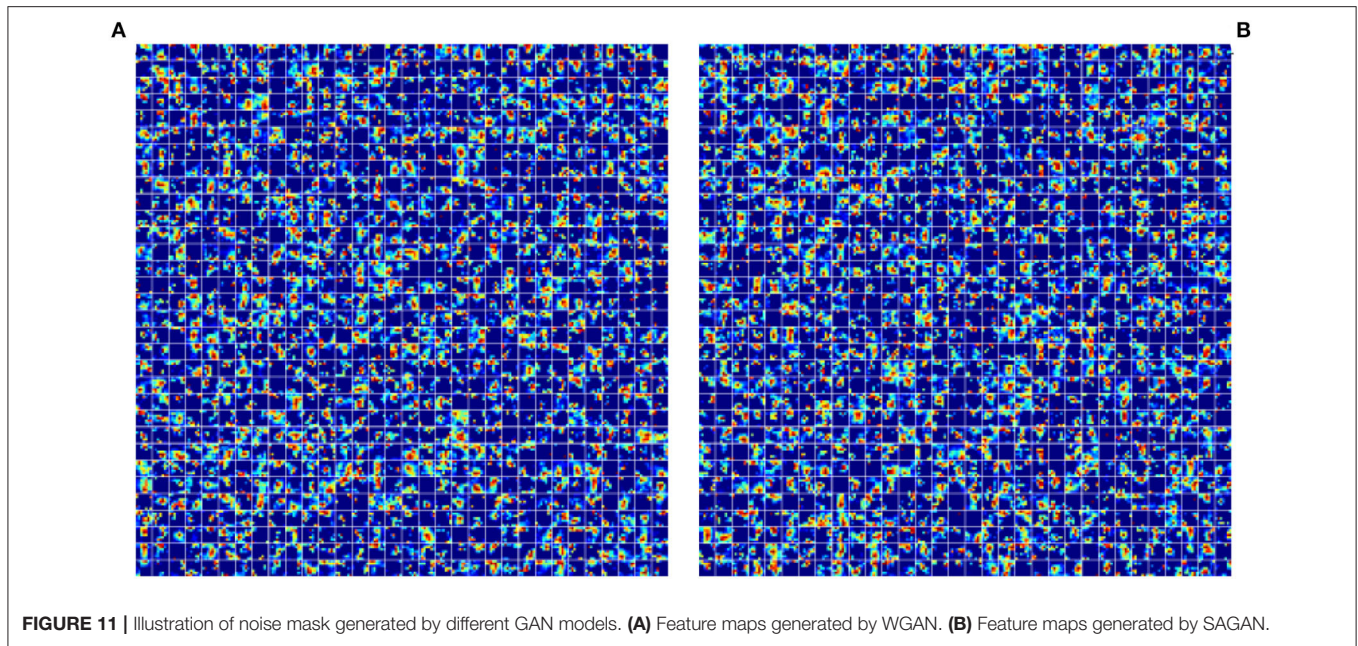 A
B
FIGURE 11 | Illustration of noise mask generated by different GAN models. (A) Feature maps generated by WGAN. (B) Feature maps generated by SAGAN.